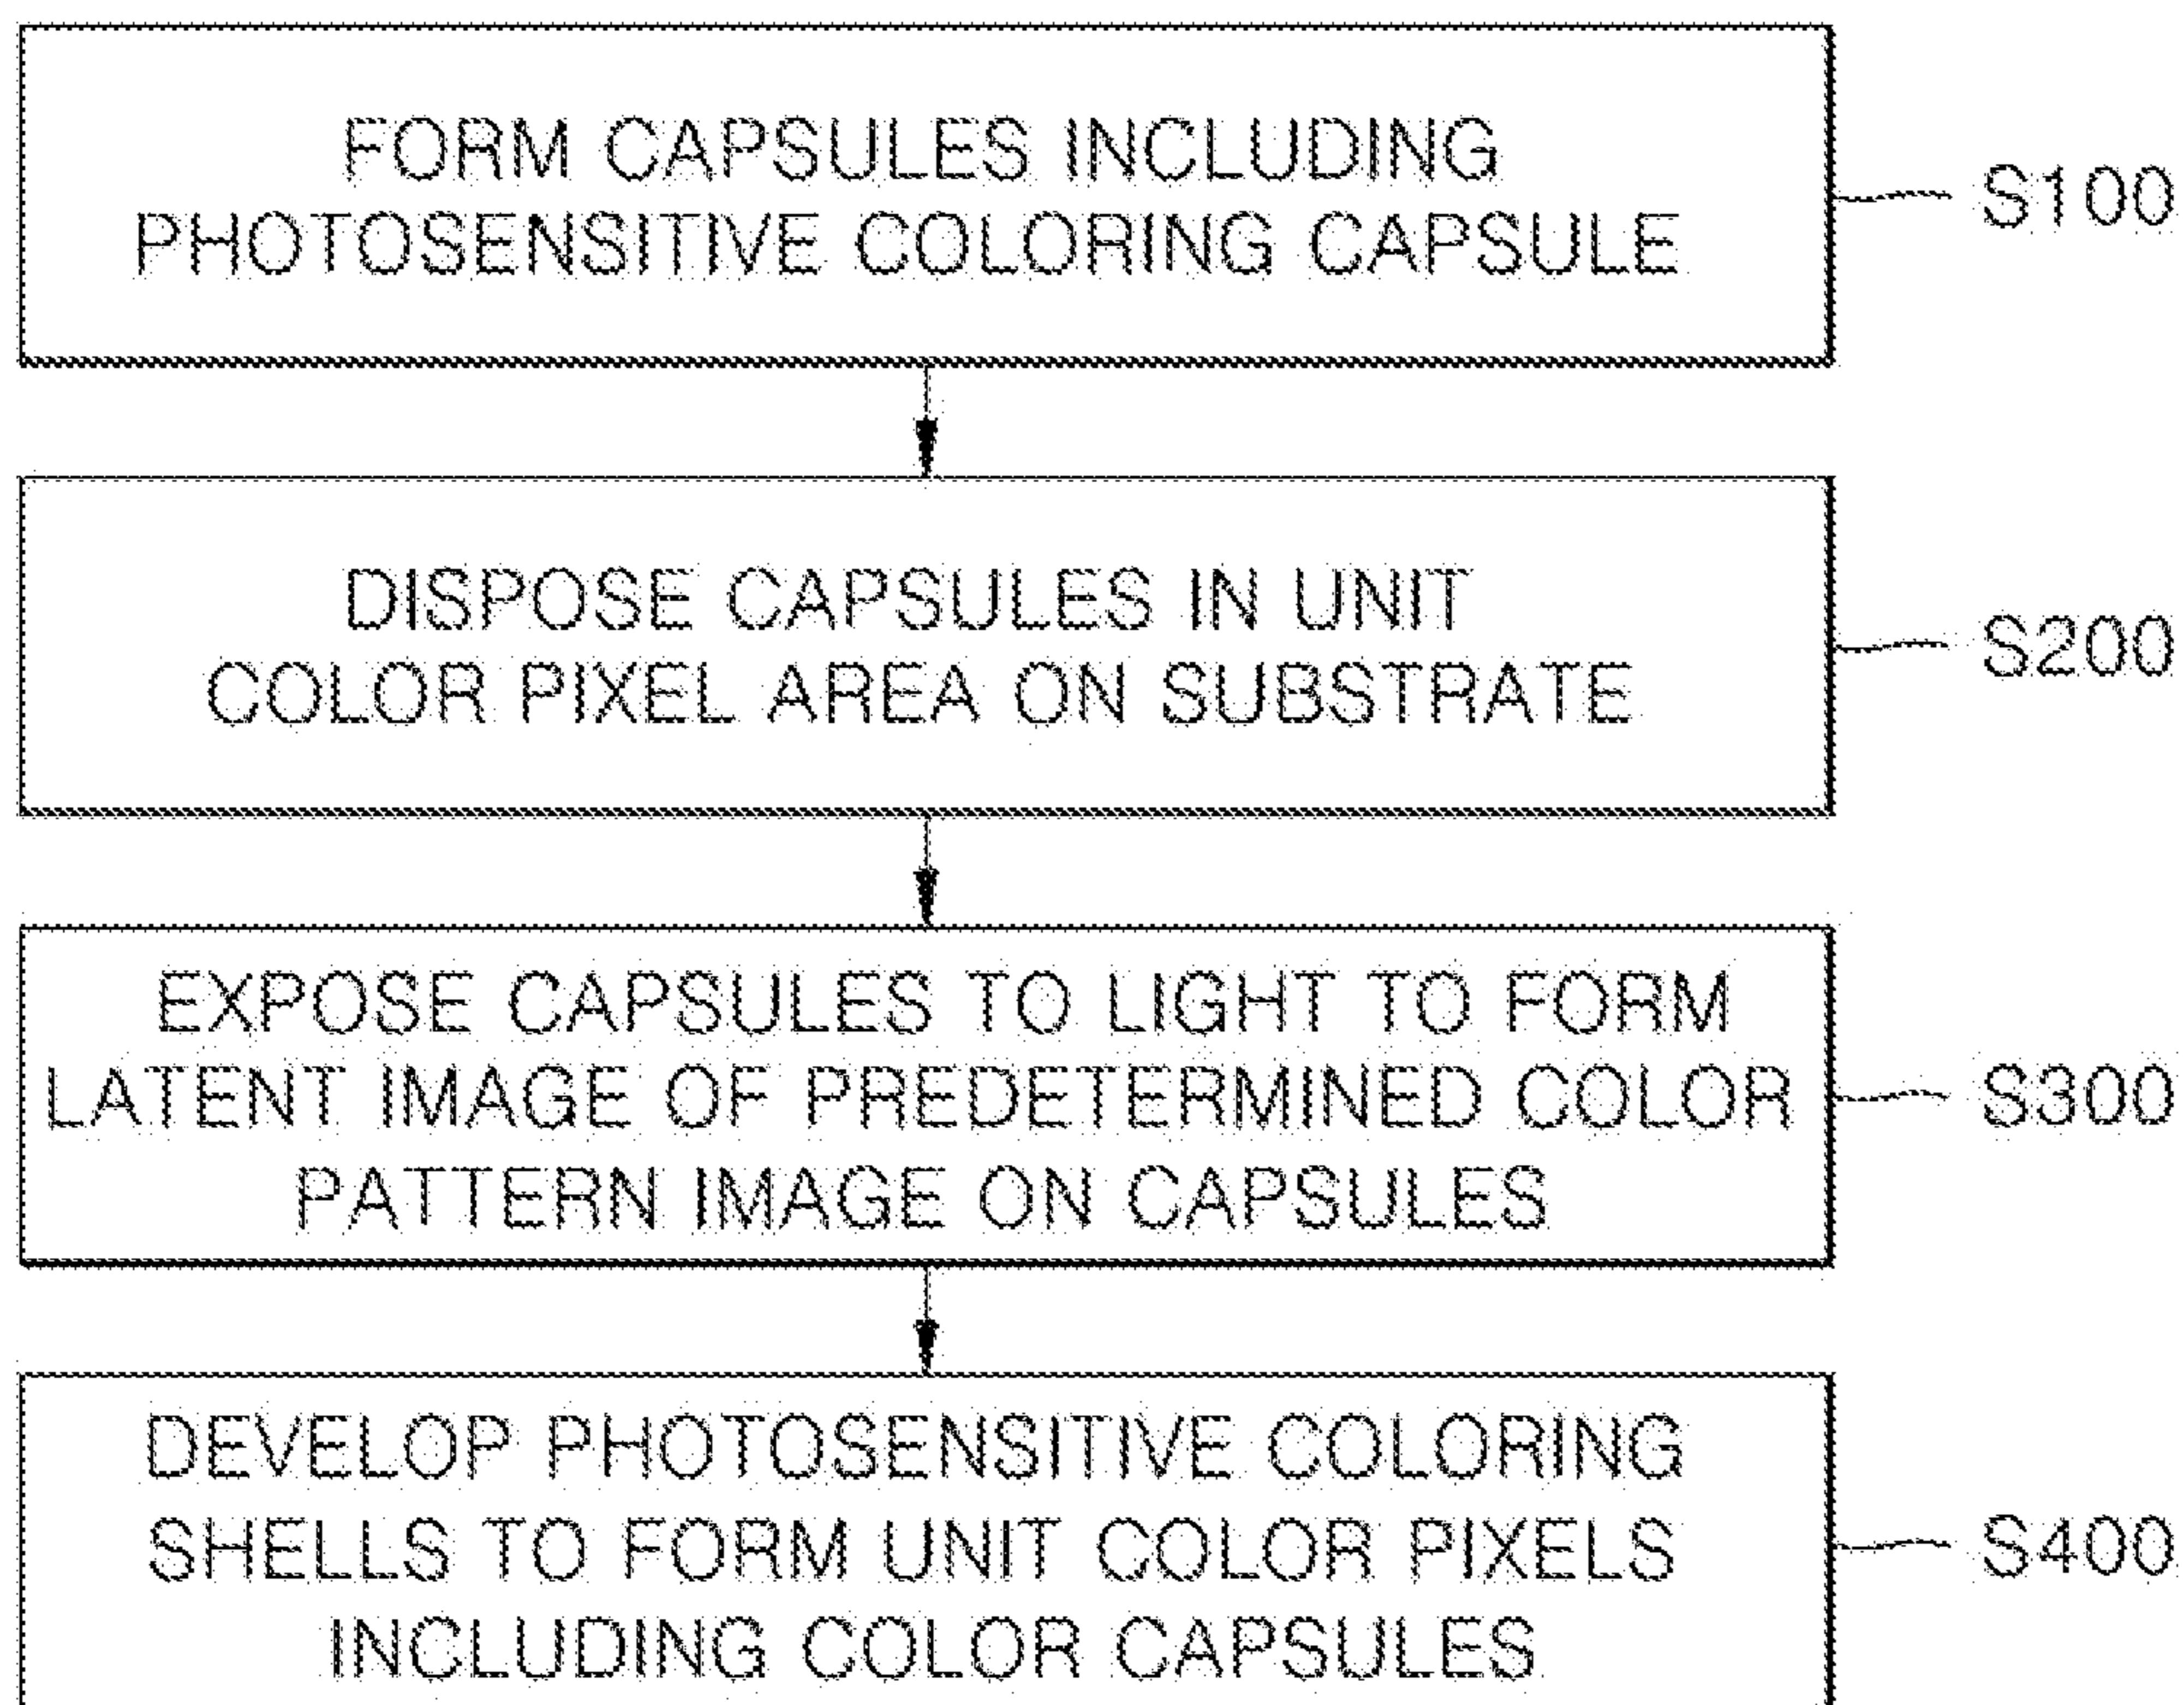 FORM CAPSULES INCLUDING
PHOTOSENSITIVE COLORING CAPSULE
S100
DISPOSE CAPSULES IN UNIT
COLOR PIXEL AREA ON SUBSTRATE
S200
EXPOSE CAPSULES TO LIGHT TO FORM
LATENT IMAGE OF PREDETERMINED COLOR
PATTERN IMAGE ON CAPSULES
S300
DEVELOP PHOTOSENSITIVE COLORING
SHELLS TO FORM UNIT COLOR PIXELS
INCLUDING COLOR CAPSULES
S400